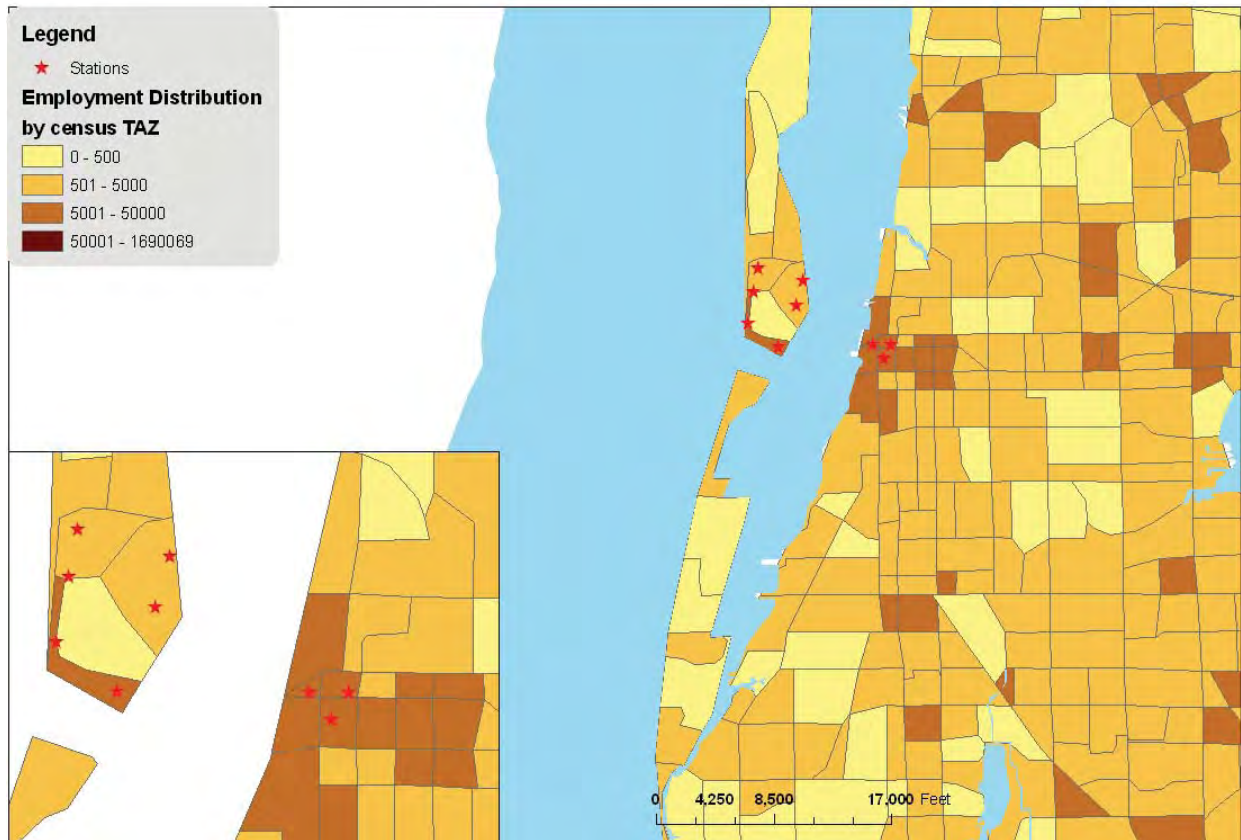 Legend
Stations
Employment Distribution
by census TAZ
0 - 500
501 - 5000
5001 - 50000
50001 - 1690069
0 4,250 8,500 17,000 Feet